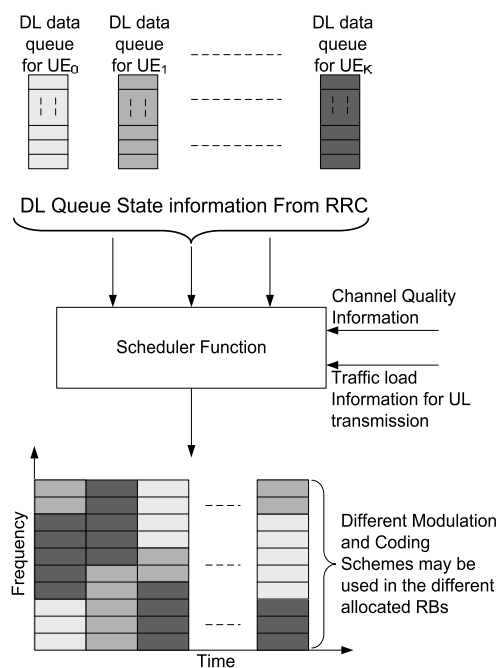 DL data
queue
for UE0
DL data
queue
for UE1
DL data
queue
for UEK
DL Queue State information From RRC
Scheduler Function
Channel Quality
Information
Traffic load
Information for UL
transmission
Frequency
Different Modulation
and Coding
Schemes may be
used in the different
allocated RBs
Time